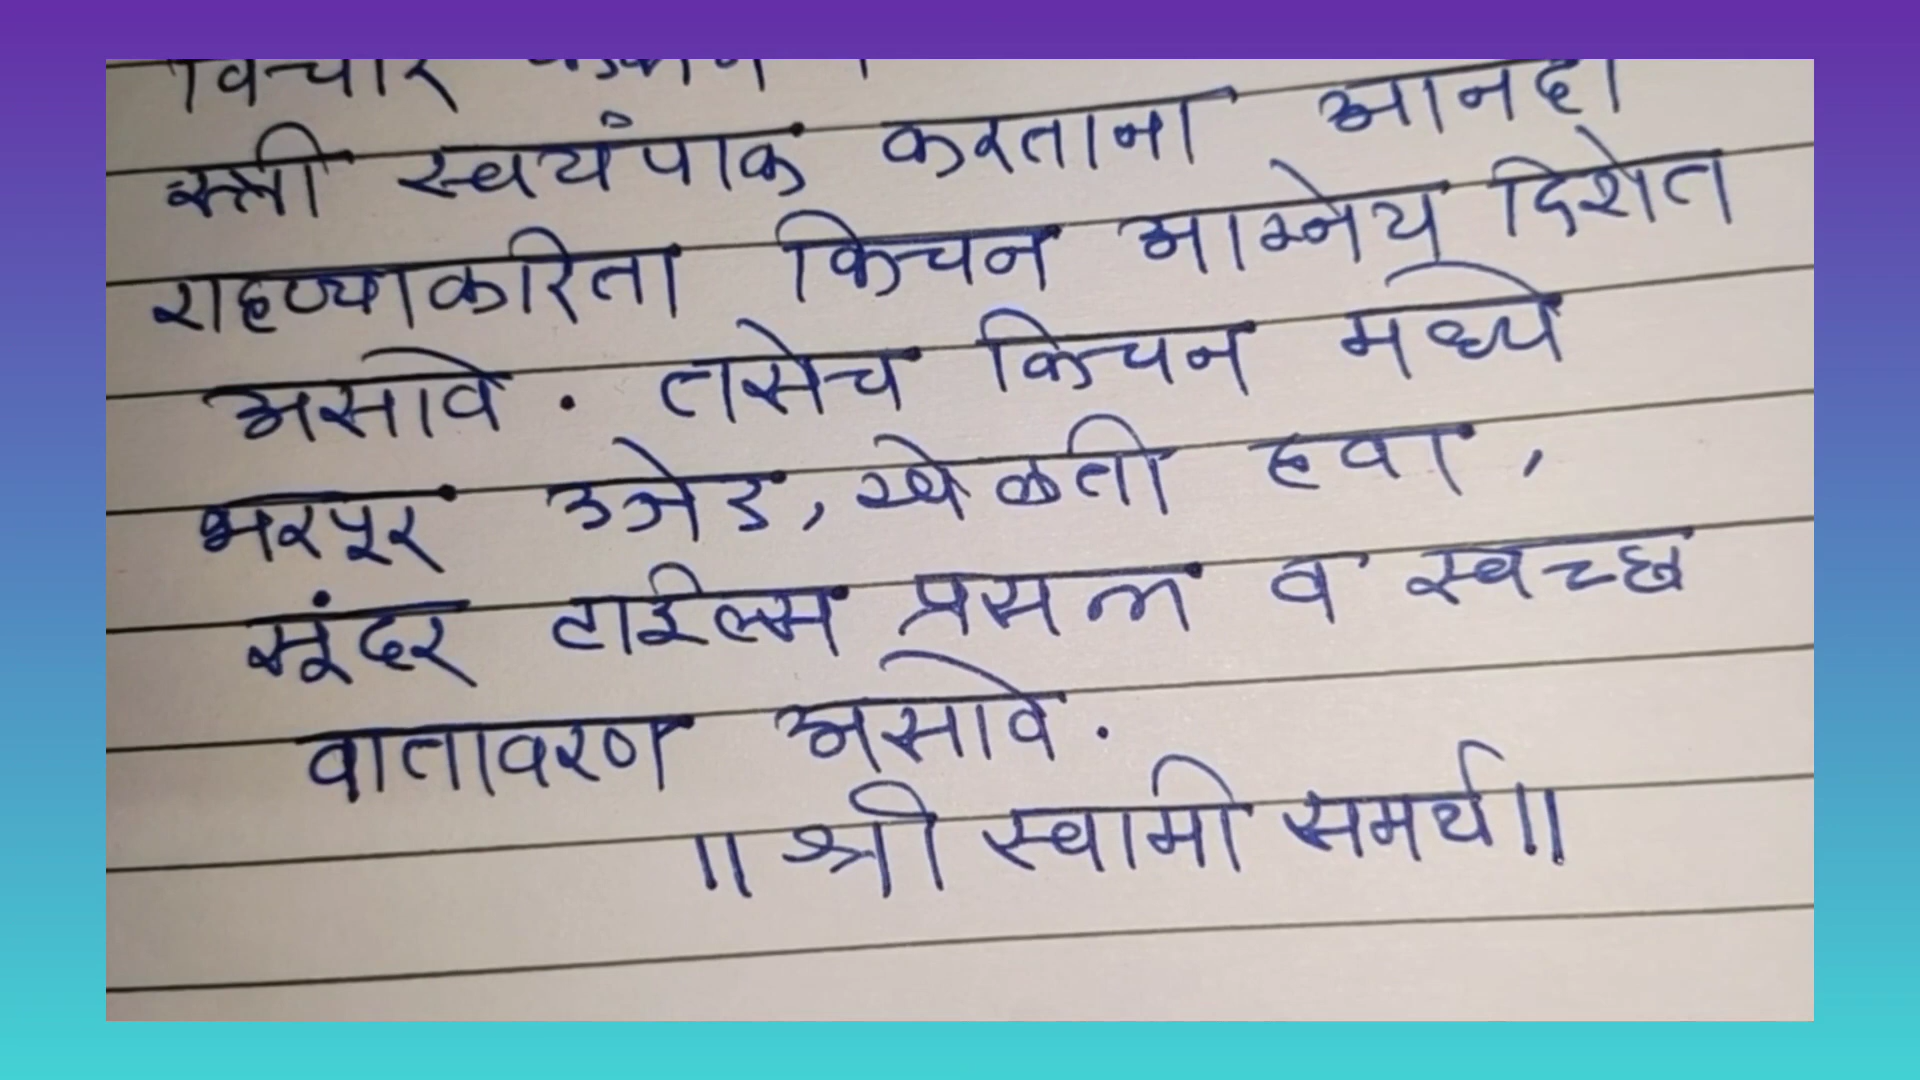 विचार
स्त्री स्वयंपाक करताना आनंदी
राहण्याकरिता किचन आग्नेय दिशेत
असावे. तसेच किचन मध्ये
भरपूर उजेड, खेळती हवा,
सूंदर टाईल्स प्रसन्न व स्वच्छ
वातावरण असावे.
॥ श्री स्वामी समर्थ ॥